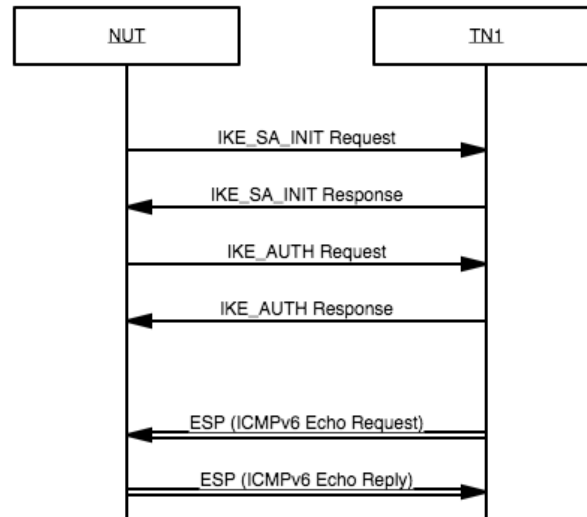 NUT
TN1
IKE_SA_INIT Request
IKE_SA_INIT Response
IKE_AUTH Request
IKE_AUTH Response
ESP (ICMPv6 Echo Request)
ESP (ICMPv6 Echo Reply)